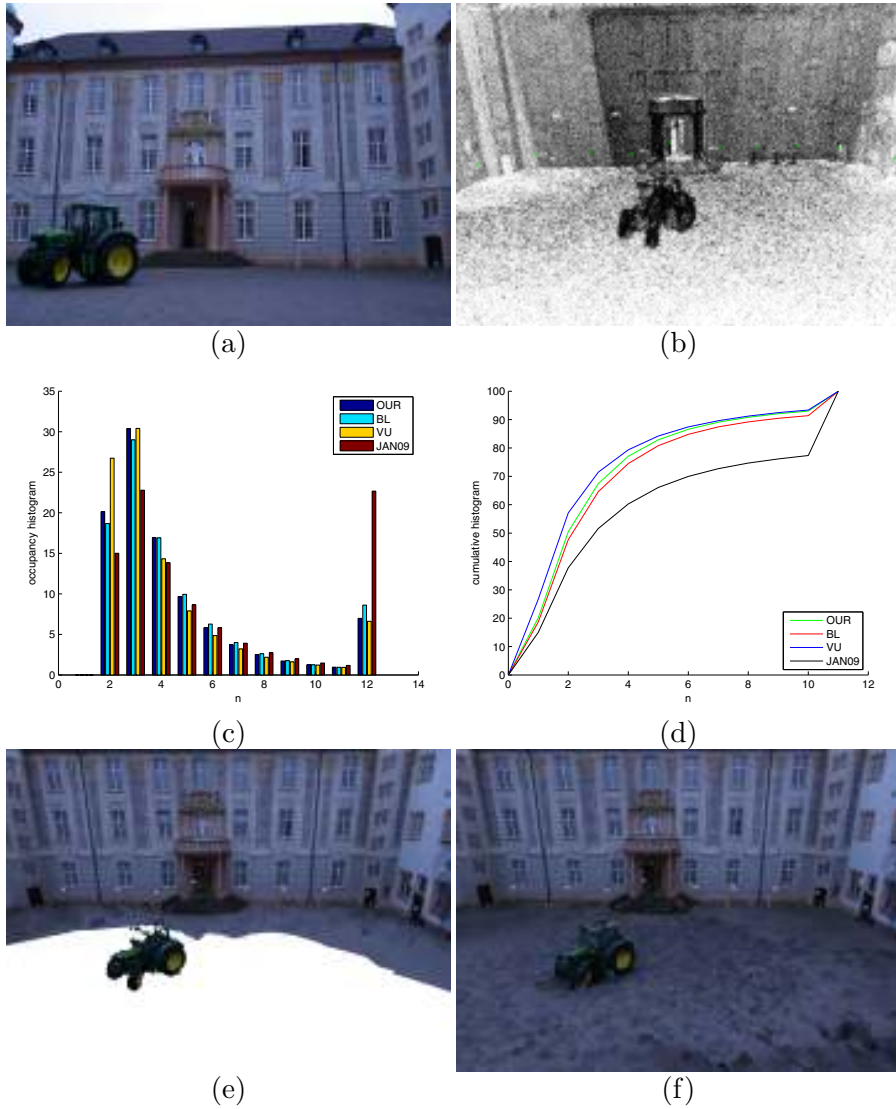 (a) (b)
35
30
25
20
15
10
5
0
0 2 4 6 8 10 12 14
n
occupancy histogram
OUR
BL
VU
JAN09
(c)
100
90
80
70
60
50
40
30
20
10
0
0 2 4 6 8 10 12
n
cumulative histogram
OUR
BL
VU
JAN09
(d)
(e) (f)